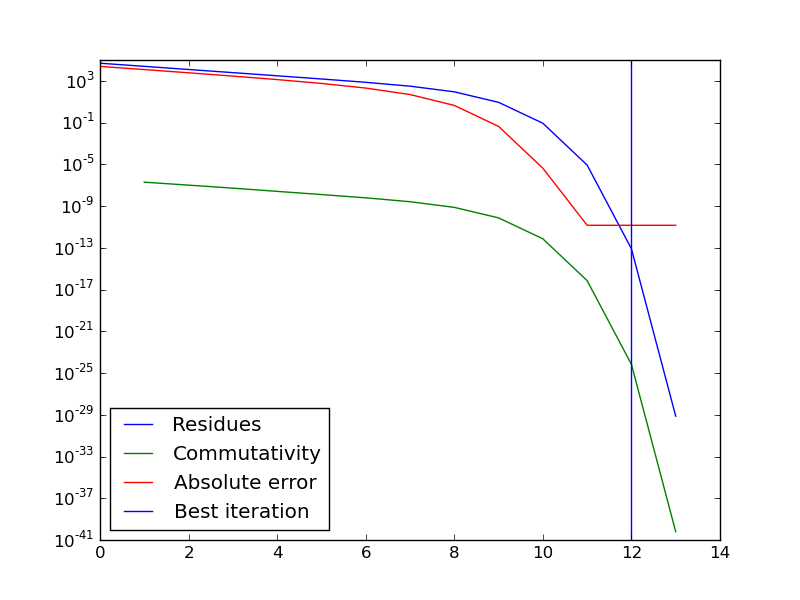 10^3
10^-1
10^-5
10^-9
10^-13
10^-17
10^-21
10^-25
10^-29
10^-33
10^-37
10^-41
Residues
Commutativity
Absolute error
Best iteration
0 2 4 6 8 10 12 14